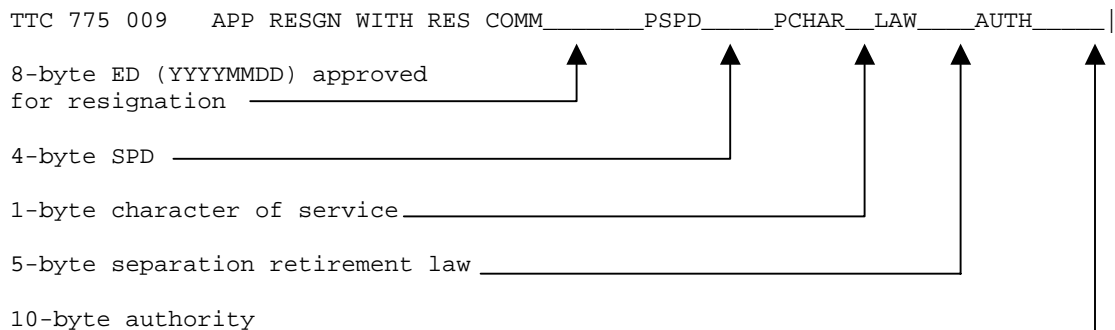 TTC 775 009   APP RESGN WITH RES COMM_______PSPD_____PCHAR__LAW____AUTH_____|
8-byte ED (YYYYMMDD) approved
for resignation
4-byte SPD
1-byte character of service
5-byte separation retirement law
10-byte authority